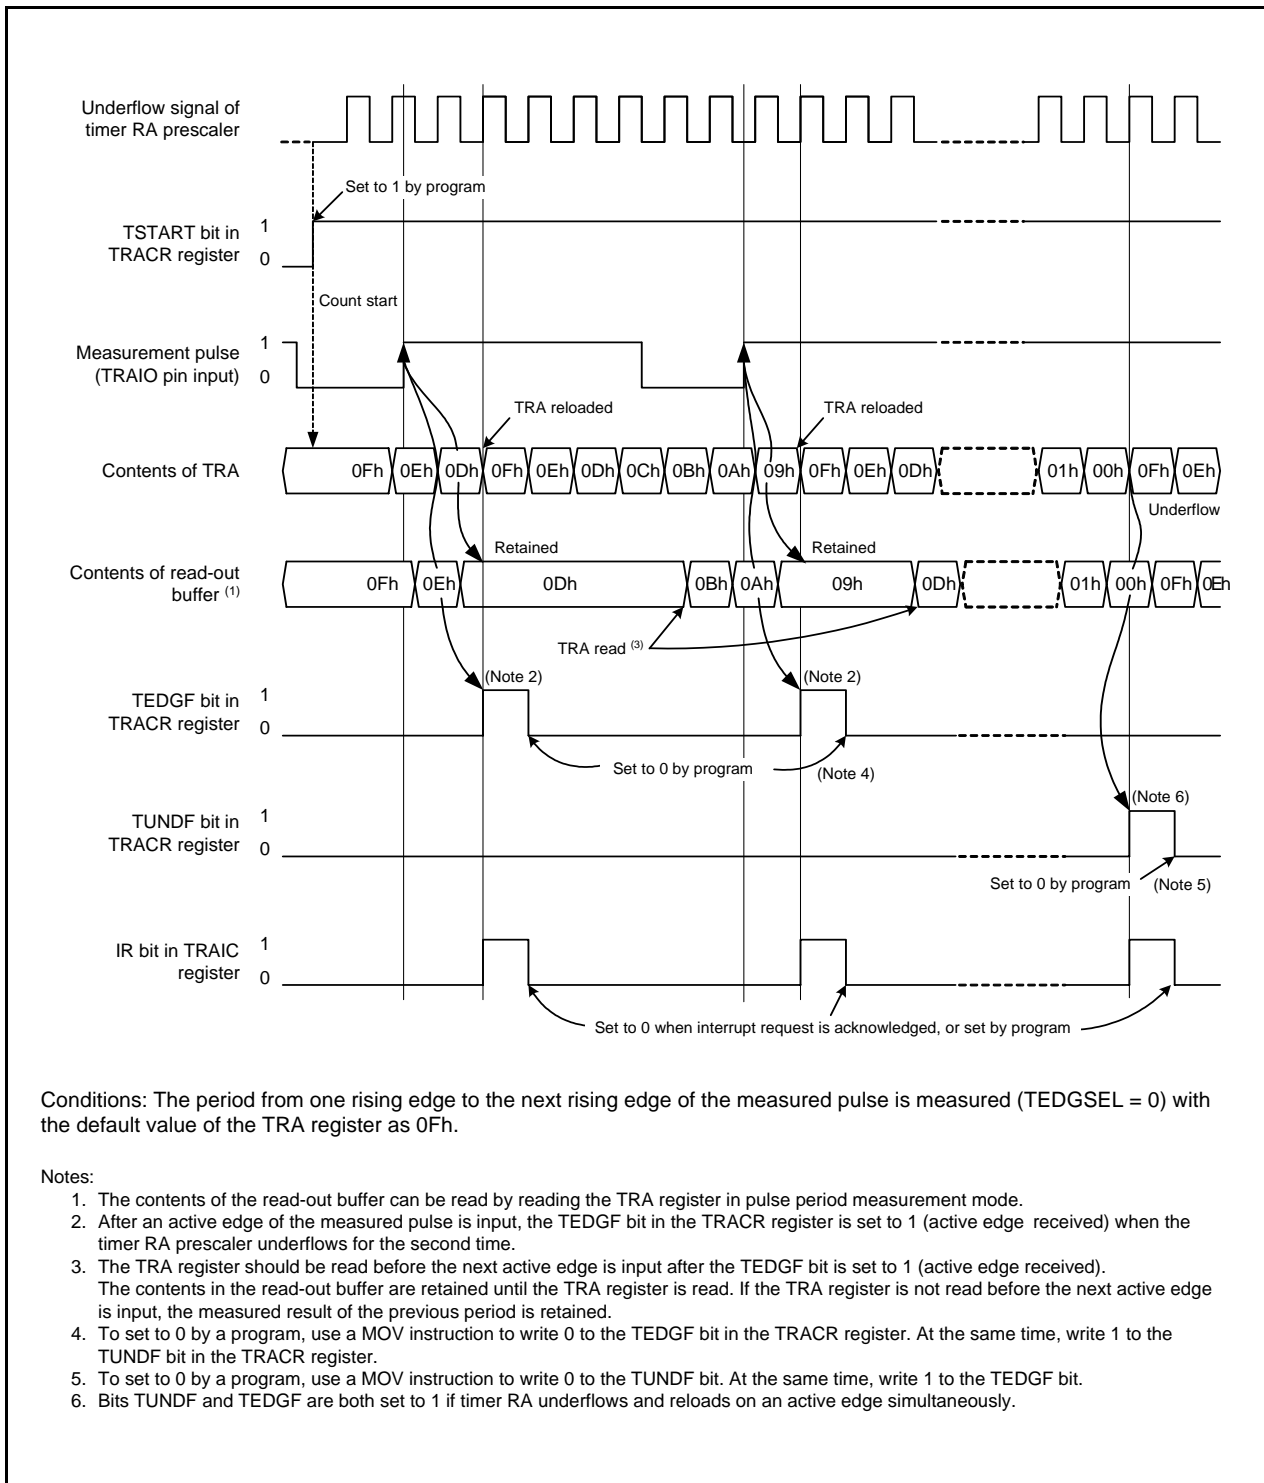 Underflow signal of
timer RA prescaler
Set to 1 by program
TSTART bit in
TRACR register
1
0
Count start
Measurement pulse
(TRAIO pin input)
1
0
TRA reloaded
TRA reloaded
Contents of TRA
0Fh 0Eh 0Dh 0Fh 0Eh 0Dh 0Ch 0Bh 0Ah 09h 0Fh 0Eh 0Dh 01h 00h 0Fh 0Eh
Underflow
Retained
Retained
Contents of read-out
buffer (1)
0Fh 0Eh 0Dh 0Bh 0Ah 09h 0Dh 01h 00h 0Fh 0Eh
TRA read (3)
(Note 2)
(Note 2)
TEDGF bit in
TRACR register
1
0
Set to 0 by program
(Note 4)
(Note 6)
TUNDF bit in
TRACR register
1
0
Set to 0 by program
(Note 5)
IR bit in TRAIC
register
1
0
Set to 0 when interrupt request is acknowledged, or set by program
Conditions: The period from one rising edge to the next rising edge of the measured pulse is measured (TEDGSEL = 0) with
the default value of the TRA register as 0Fh.
Notes:
1. The contents of the read-out buffer can be read by reading the TRA register in pulse period measurement mode.
2. After an active edge of the measured pulse is input, the TEDGF bit in the TRACR register is set to 1 (active edge received) when the
timer RA prescaler underflows for the second time.
3. The TRA register should be read before the next active edge is input after the TEDGF bit is set to 1 (active edge received).
The contents in the read-out buffer are retained until the TRA register is read. If the TRA register is not read before the next active edge
is input, the measured result of the previous period is retained.
4. To set to 0 by a program, use a MOV instruction to write 0 to the TEDGF bit in the TRACR register. At the same time, write 1 to the
TUNDF bit in the TRACR register.
5. To set to 0 by a program, use a MOV instruction to write 0 to the TUNDF bit. At the same time, write 1 to the TEDGF bit.
6. Bits TUNDF and TEDGF are both set to 1 if timer RA underflows and reloads on an active edge simultaneously.